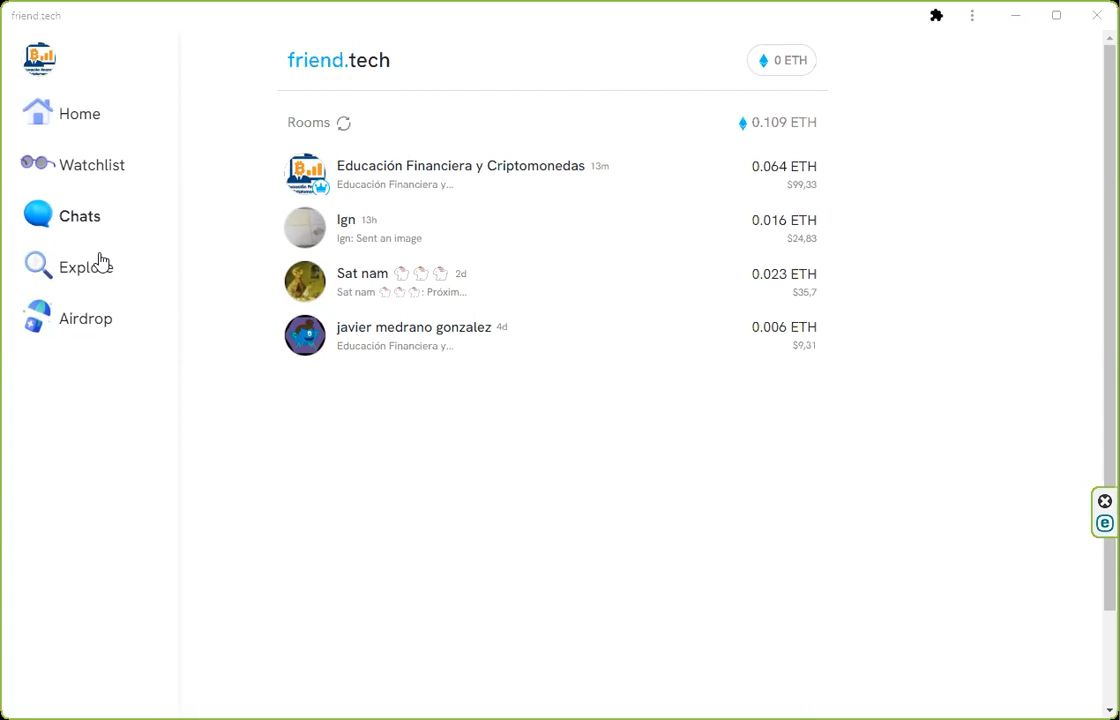 friend.tech
Home
Watchlist
Chats
Explore
Airdrop
friend.tech
0 ETH
Rooms
0.109 ETH
Educación Financiera y Criptomonedas 13m
0.064 ETH
Educación Financiera y...
$99,33
Ign 13h
0.016 ETH
Ign: Sent an image
$24,83
Sat nam 2d
0.023 ETH
Sat nam : Próxim...
$35,7
javier medrano gonzalez 4d
0.006 ETH
Educación Financiera y...
$9,31